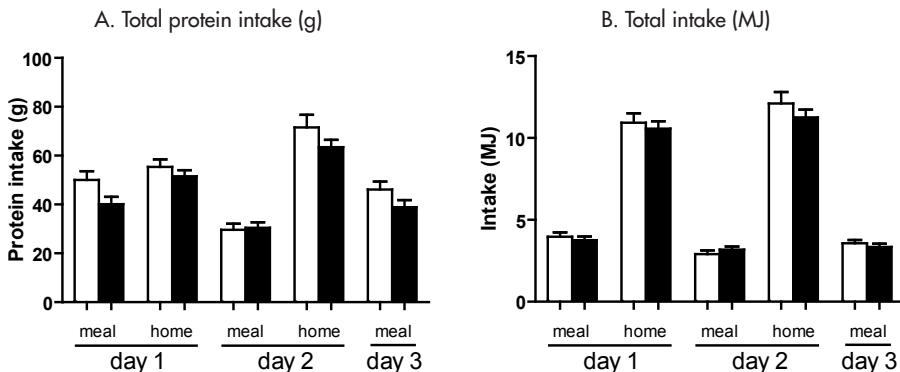 A. Total protein intake (g)
Protein intake (g)
100
80
60
40
20
0
meal home meal home meal
day 1 day 2 day 3
B. Total intake (MJ)
Intake (MJ)
15
10
5
0
meal home meal home meal
day 1 day 2 day 3